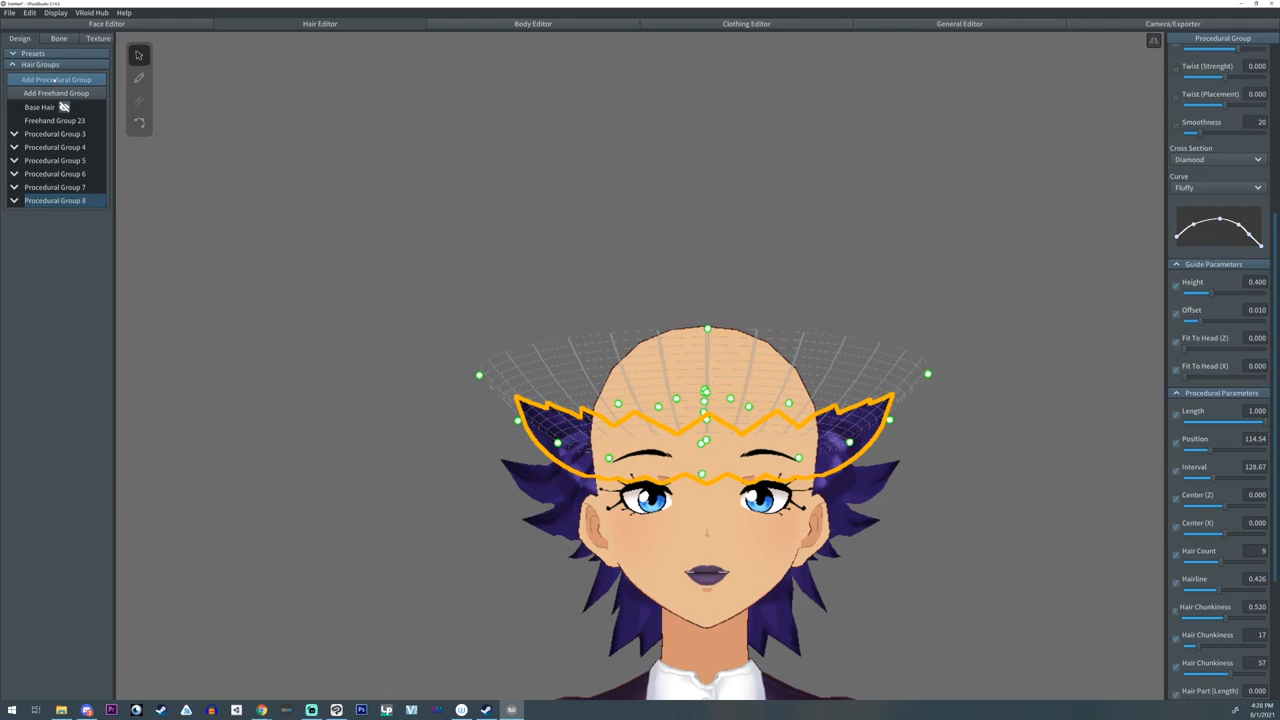 Untitled* - VRoidStudio 0.14.0
File Edit Display VRoid Hub Help
Face Editor Hair Editor Body Editor Clothing Editor General Editor Camera/Exporter
Design Bone Texture
Presets
Hair Groups
Add Procedural Group
Add Freehand Group
Base Hair
Freehand Group 23
Procedural Group 3
Procedural Group 4
Procedural Group 5
Procedural Group 6
Procedural Group 7
Procedural Group 8
Procedural Group
Twist (Strenght) 0.000
Twist (Placement) 0.000
Smoothness 20
Cross Section
Diamond
Curve
Fluffy
Guide Parameters
Height 0.400
Offset 0.010
Fit To Head (Z) 0.000
Fit To Head (X) 0.000
Procedural Parameters
Length 1.000
Position 114.54
Interval 128.67
Center (Z) 0.000
Center (X) 0.000
Hair Count 9
Hairline 0.426
Hair Chunkiness 0.520
Hair Chunkiness 17
Hair Chunkiness 57
Hair Part (Length) 0.000
4:28 PM
8/1/2021